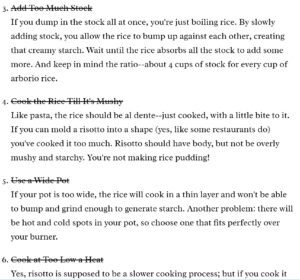 3. Add Too Much Stock
If you dump in the stock all at once, you're just boiling rice. By slowly
adding stock, you allow the rice to bump up against each other, creating
that creamy starch. Wait until the rice absorbs all the stock to add some
more. And keep in mind the ratio--about 4 cups of stock for every cup of
arborio rice.
4. Cook the Rice Till It's Mushy
Like pasta, the rice should be al dente--just cooked, with a little bite to it.
If you can mold a risotto into a shape (yes, like some restaurants do)
you've cooked it too much. Risotto should have body, but not be overly
mushy and starchy. You're not making rice pudding!
5. Use a Wide Pot
If your pot is too wide, the rice will cook in a thin layer and won't be able
to bump and grind enough to generate starch. Another problem: there will
be hot and cold spots in your pot, so choose one that fits perfectly over
your burner.
6. Cook at Too Low a Heat
Yes, risotto is supposed to be a slower cooking process; but if you cook it